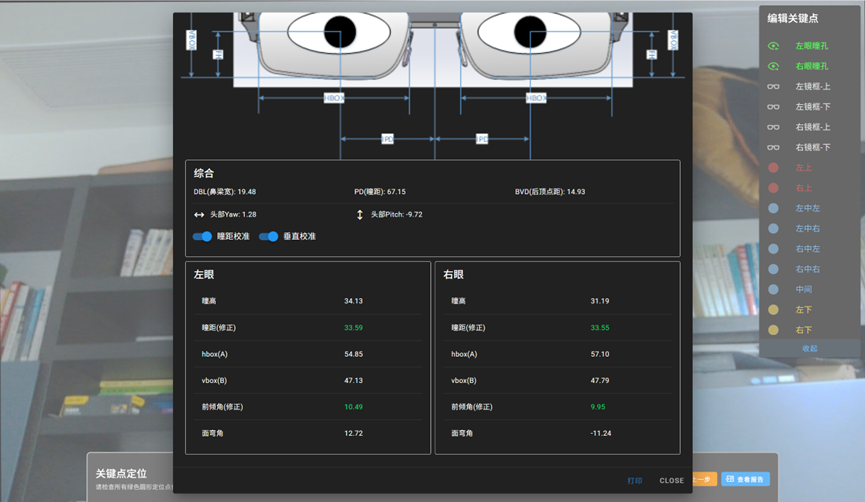 VBOX
VBOX
HBOX
HBOX
IPD
IPD
综合
DBL(鼻梁宽): 19.48
PD(瞳距): 67.15
BVD(后顶点距): 14.93
头部Yaw: 1.28
头部Pitch: -9.72
瞳距校准
垂直校准
左眼
瞳高 34.13
瞳距(修正) 33.59
hbox(A) 54.85
vbox(B) 47.13
前倾角(修正) 10.49
面弯角 12.72
右眼
瞳高 31.19
瞳距(修正) 33.55
hbox(A) 57.10
vbox(B) 47.79
前倾角(修正) 9.95
面弯角 -11.24
打印
CLOSE
编辑关键点
左眼瞳孔
右眼瞳孔
左镜框-上
左镜框-下
右镜框-上
右镜框-下
左上
右上
左中左
左中右
右中左
右中右
中间
左下
右下
收起
关键点定位
请检查所有绿色圆形定位点
一步
查看报告